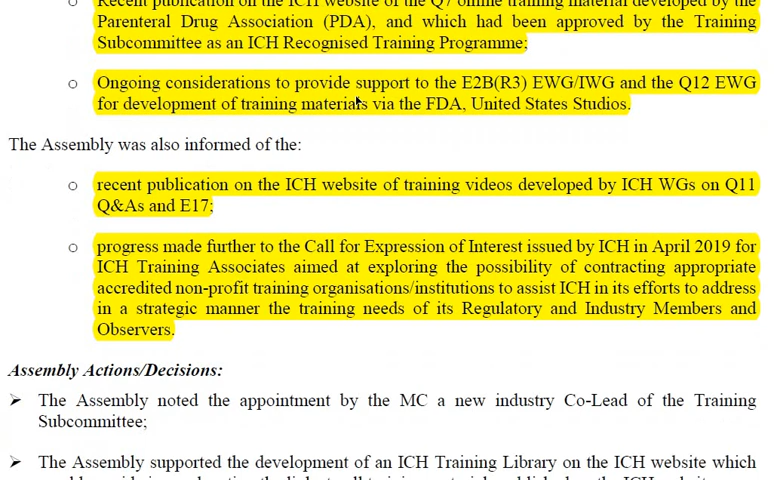 ○ Recent publication on the ICH website of the Q7 online training material developed by the
Parenteral Drug Association (PDA), and which had been approved by the Training
Subcommittee as an ICH Recognised Training Programme;
○ Ongoing considerations to provide support to the E2B(R3) EWG/IWG and the Q12 EWG
for development of training materials via the FDA, United States Studios.
The Assembly was also informed of the:
○ recent publication on the ICH website of training videos developed by ICH WGs on Q11
Q&As and E17;
○ progress made further to the Call for Expression of Interest issued by ICH in April 2019 for
ICH Training Associates aimed at exploring the possibility of contracting appropriate
accredited non-profit training organisations/institutions to assist ICH in its efforts to address
in a strategic manner the training needs of its Regulatory and Industry Members and
Observers.
Assembly Actions/Decisions:
➢ The Assembly noted the appointment by the MC a new industry Co-Lead of the Training
Subcommittee;
➢ The Assembly supported the development of an ICH Training Library on the ICH website which